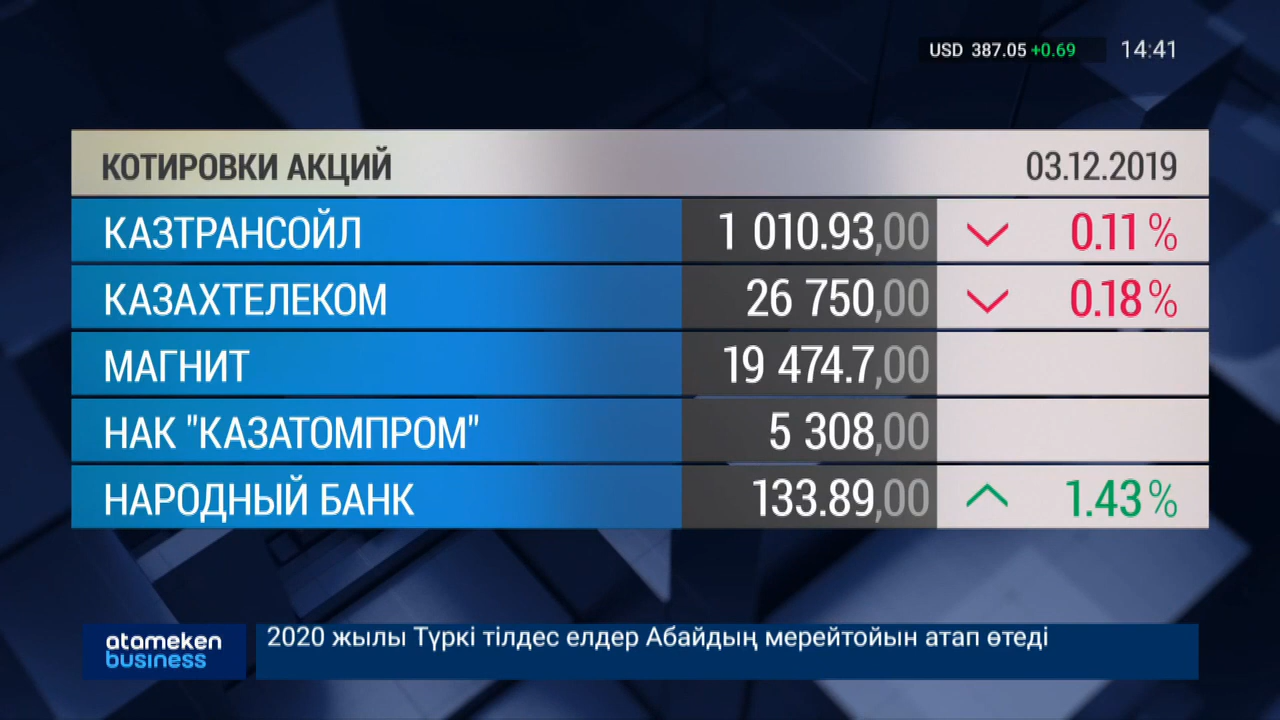 USD 387.05 +0.69 14:41
КОТИРОВКИ АКЦИЙ 03.12.2019
КАЗТРАНСОЙЛ 1 010.93,00 0.11 %
КАЗАХТЕЛЕКОМ 26 750,00 0.18 %
МАГНИТ 19 474.7,00
НАК "КАЗАТОМПРОМ" 5 308,00
НАРОДНЫЙ БАНК 133.89,00 1.43 %
atameken
business
2020 жылы Түркі тілдес елдер Абайдың мерейтойын атап өтеді